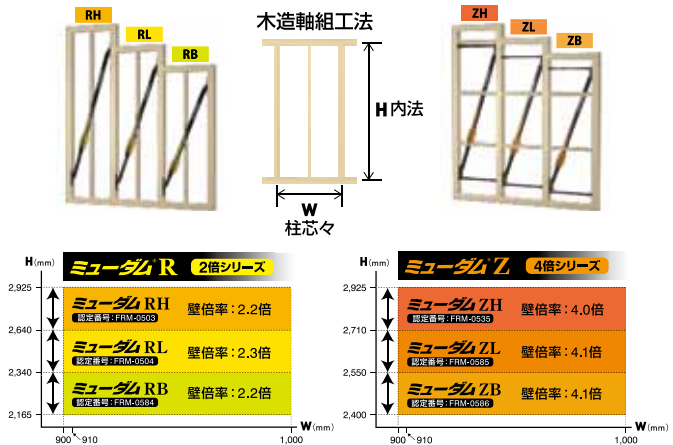 RH
RL
RB
木造軸組工法
H内法
W
柱芯々
ZH
ZL
ZB
H(mm)
ミューダム R 2倍シリーズ
2,925
ミューダム RH 壁倍率：2.2倍
認定番号：FRM-0503
2,640
ミューダム RL 壁倍率：2.3倍
認定番号：FRM-0504
2,340
ミューダム RB 壁倍率：2.2倍
認定番号：FRM-0584
2,165
900 910 1,000 W(mm)
H(mm)
ミューダム Z 4倍シリーズ
2,925
ミューダム ZH 壁倍率：4.0倍
認定番号：FRM-0535
2,710
ミューダム ZL 壁倍率：4.1倍
認定番号：FRM-0585
2,550
ミューダム ZB 壁倍率：4.1倍
認定番号：FRM-0586
2,400
900 910 1,000 W(mm)